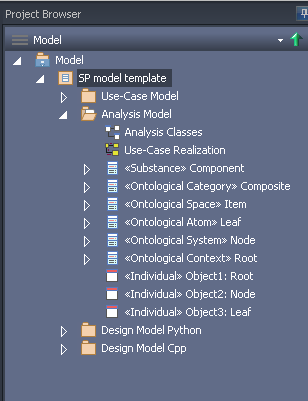 Project Browser
Model
Model
SP model template
Use-Case Model
Analysis Model
Analysis Classes
Use-Case Realization
«Substance» Component
«Ontological Category» Composite
«Ontological Space» Item
«Ontological Atom» Leaf
«Ontological System» Node
«Ontological Context» Root
«Individual» Object1: Root
«Individual» Object2: Node
«Individual» Object3: Leaf
Design Model Python
Design Model Cpp